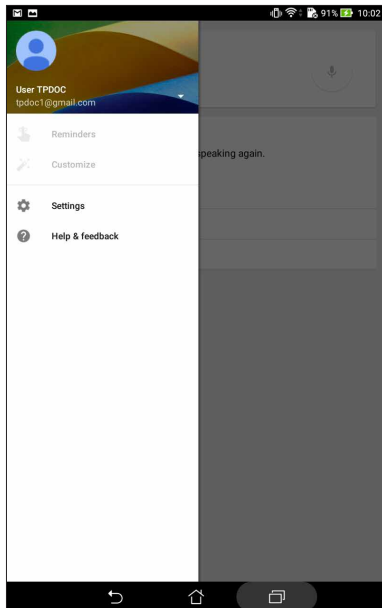 91% 10:02
User TPDOC
tpdoc1@gmail.com
Reminders
speaking again.
Customize
Settings
Help & feedback